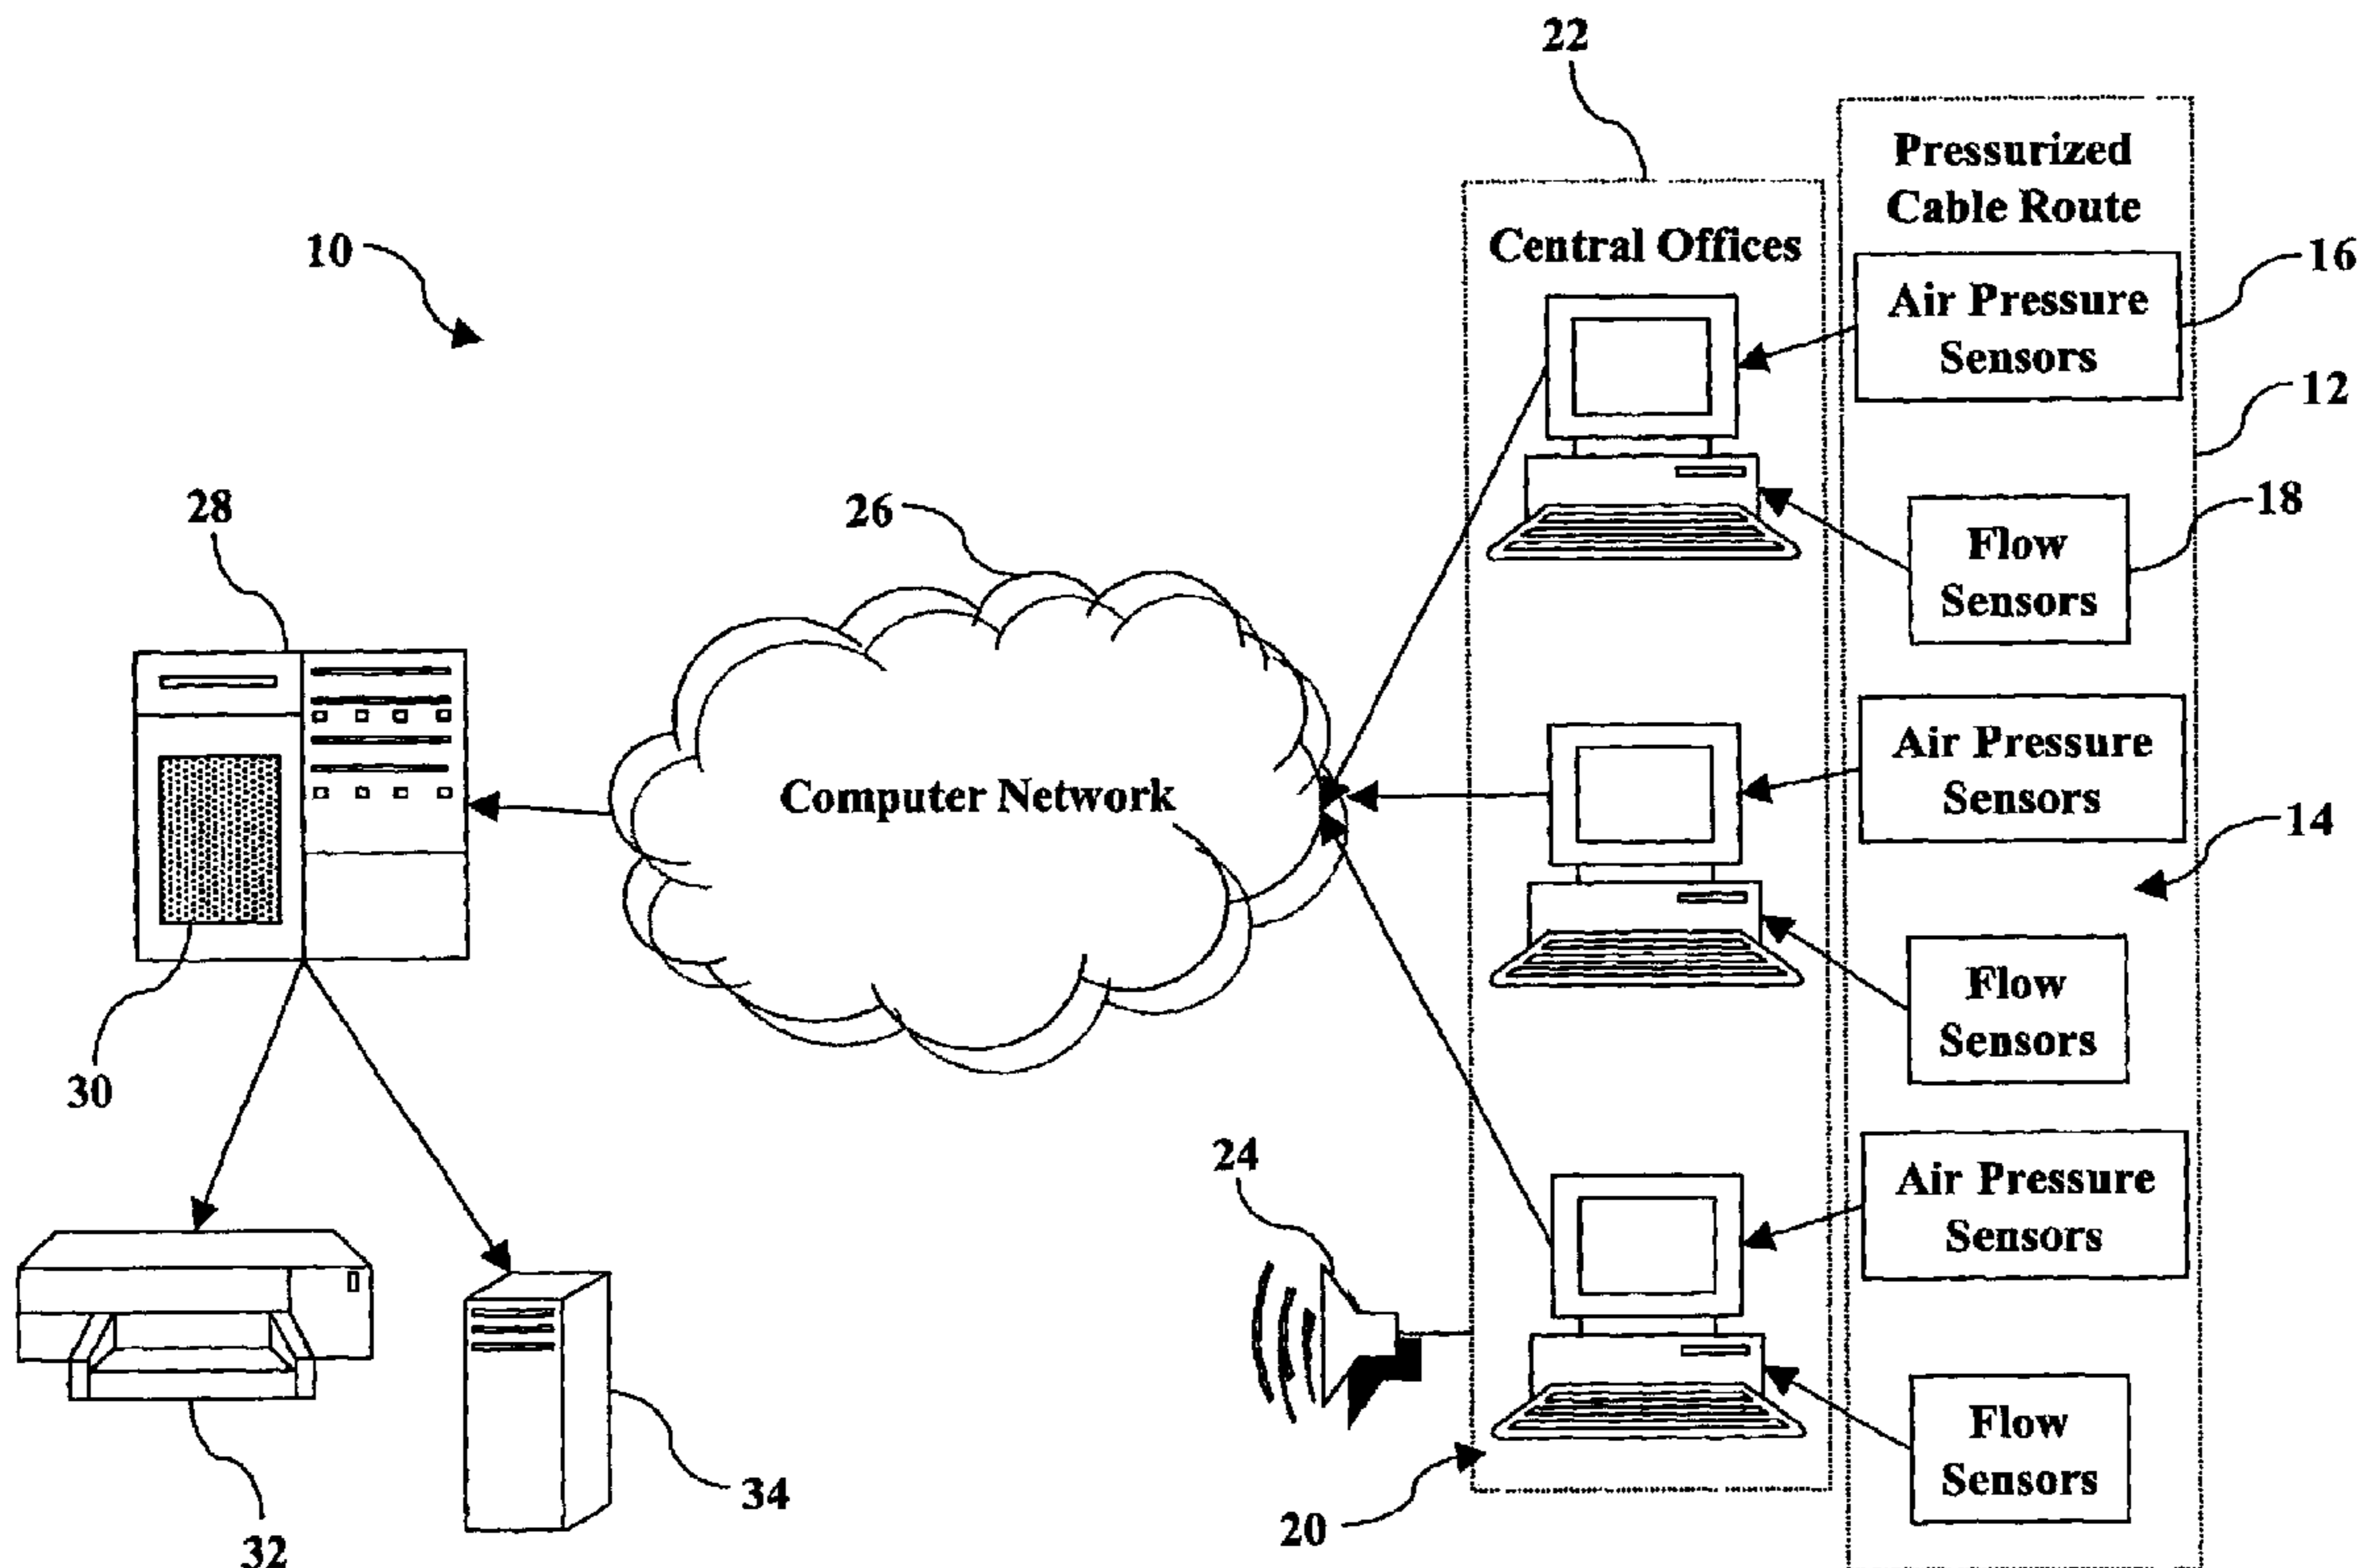 22
Pressurized
Cable Route
10
Central Offices
16
Air Pressure
Sensors
12
28
26
18
Flow
Sensors
Computer Network
Air Pressure
Sensors
14
30
Flow
Sensors
24
Air Pressure
Sensors
34
32
20
Flow
Sensors